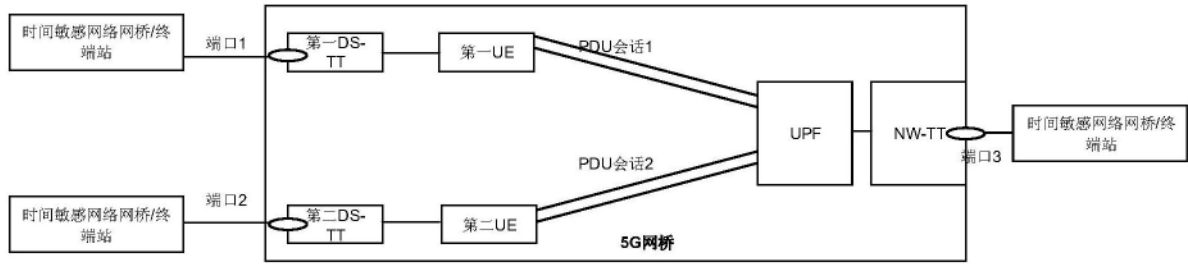 时间敏感网络网桥/终
端站
端口1
第一DS-
TT
第一UE
PDU会话1
UPF
NW-TT
端口3
时间敏感网络网桥/终
端站
PDU会话2
时间敏感网络网桥/终
端站
端口2
第二DS-
TT
第二UE
5G网桥